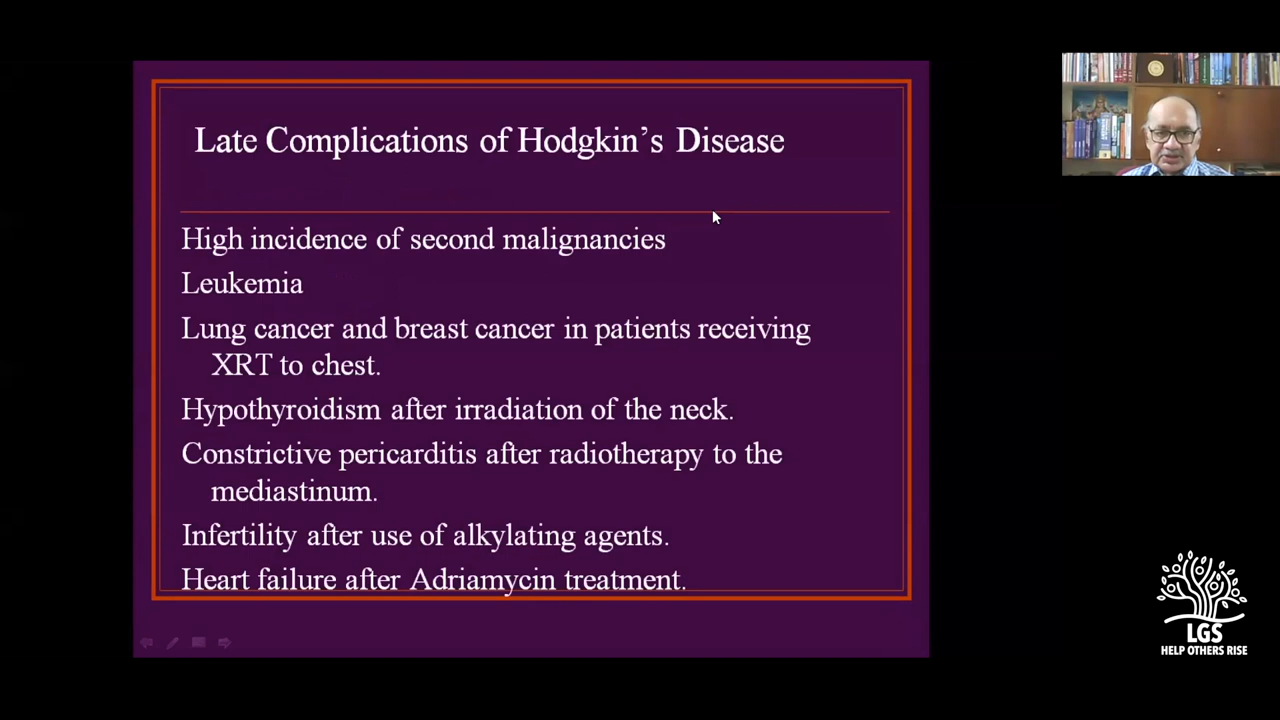 Late Complications of Hodgkin’s Disease
High incidence of second malignancies
Leukemia
Lung cancer and breast cancer in patients receiving
XRT to chest.
Hypothyroidism after irradiation of the neck.
Constrictive pericarditis after radiotherapy to the
mediastinum.
Infertility after use of alkylating agents.
Heart failure after Adriamycin treatment.
LGS
HELP OTHERS RISE